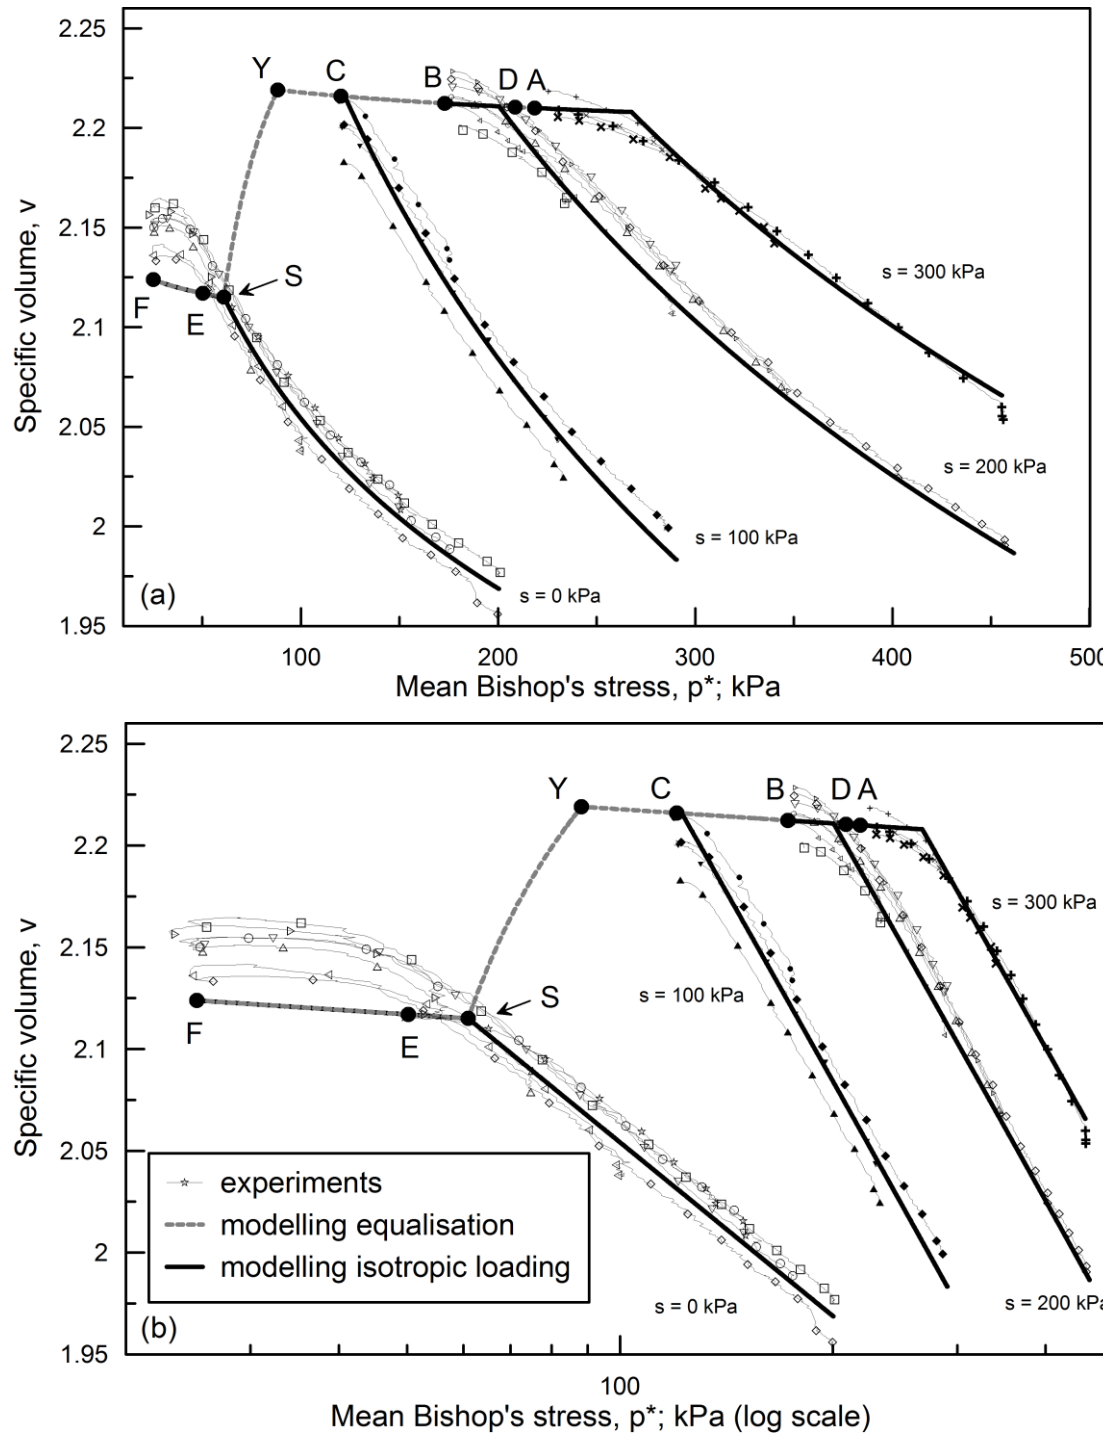 2.25
2.2
2.15
2.1
2.05
2
1.95
Specific volume, v
Y
C
B
D
A
F
E
S
s = 300 kPa
s = 200 kPa
s = 100 kPa
s = 0 kPa
(a)
100
200
300
400
500
Mean Bishop's stress, p*; kPa
2.25
2.2
2.15
2.1
2.05
2
1.95
Specific volume, v
Y
C
B
D
A
F
E
S
s = 300 kPa
s = 100 kPa
experiments
modelling equalisation
modelling isotropic loading
s = 0 kPa
s = 200 kPa
(b)
100
Mean Bishop's stress, p*; kPa (log scale)